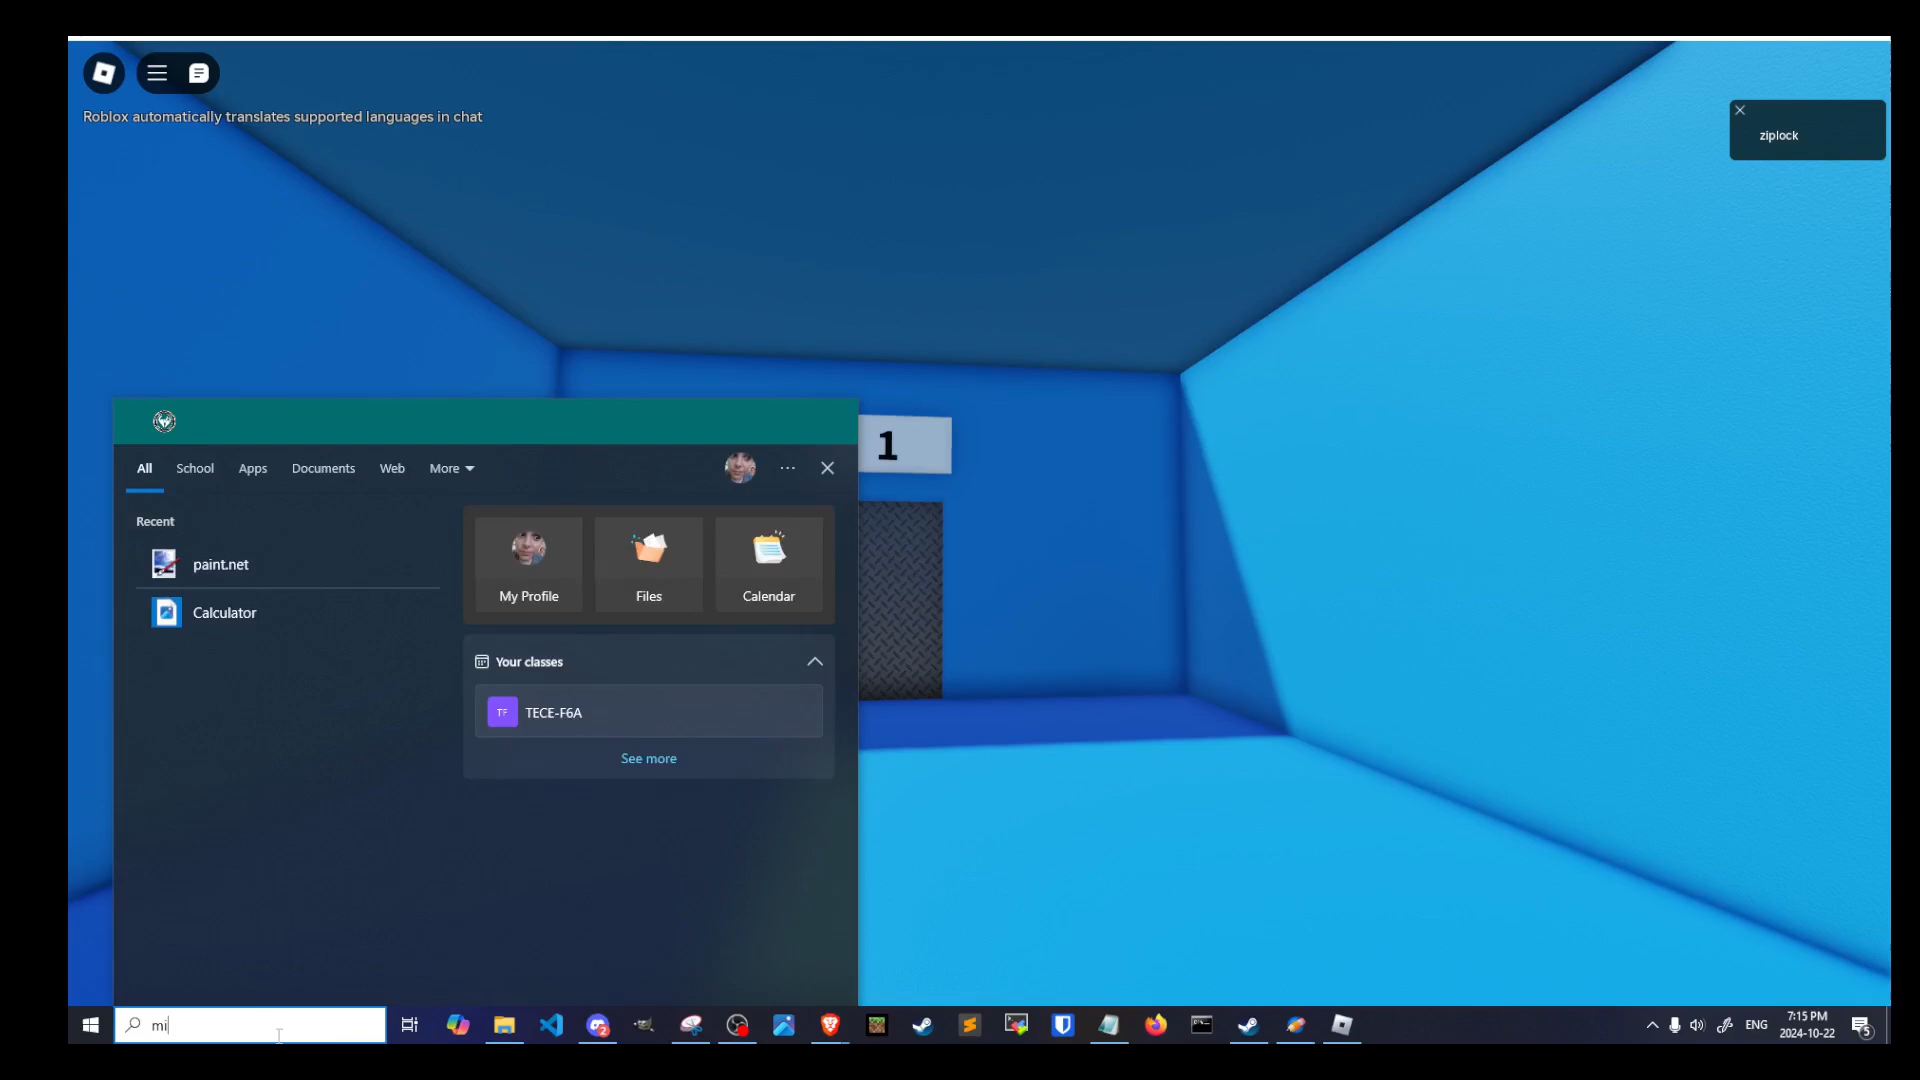 Roblox automatically translates supported languages in chat
ziplock
1
All School Apps Documents Web More
Recent
paint.net
Calculator
My Profile Files Calendar
Your classes
TF TECE-F6A
See more
mi
2
ENG
7:15 PM
2024-10-22
5